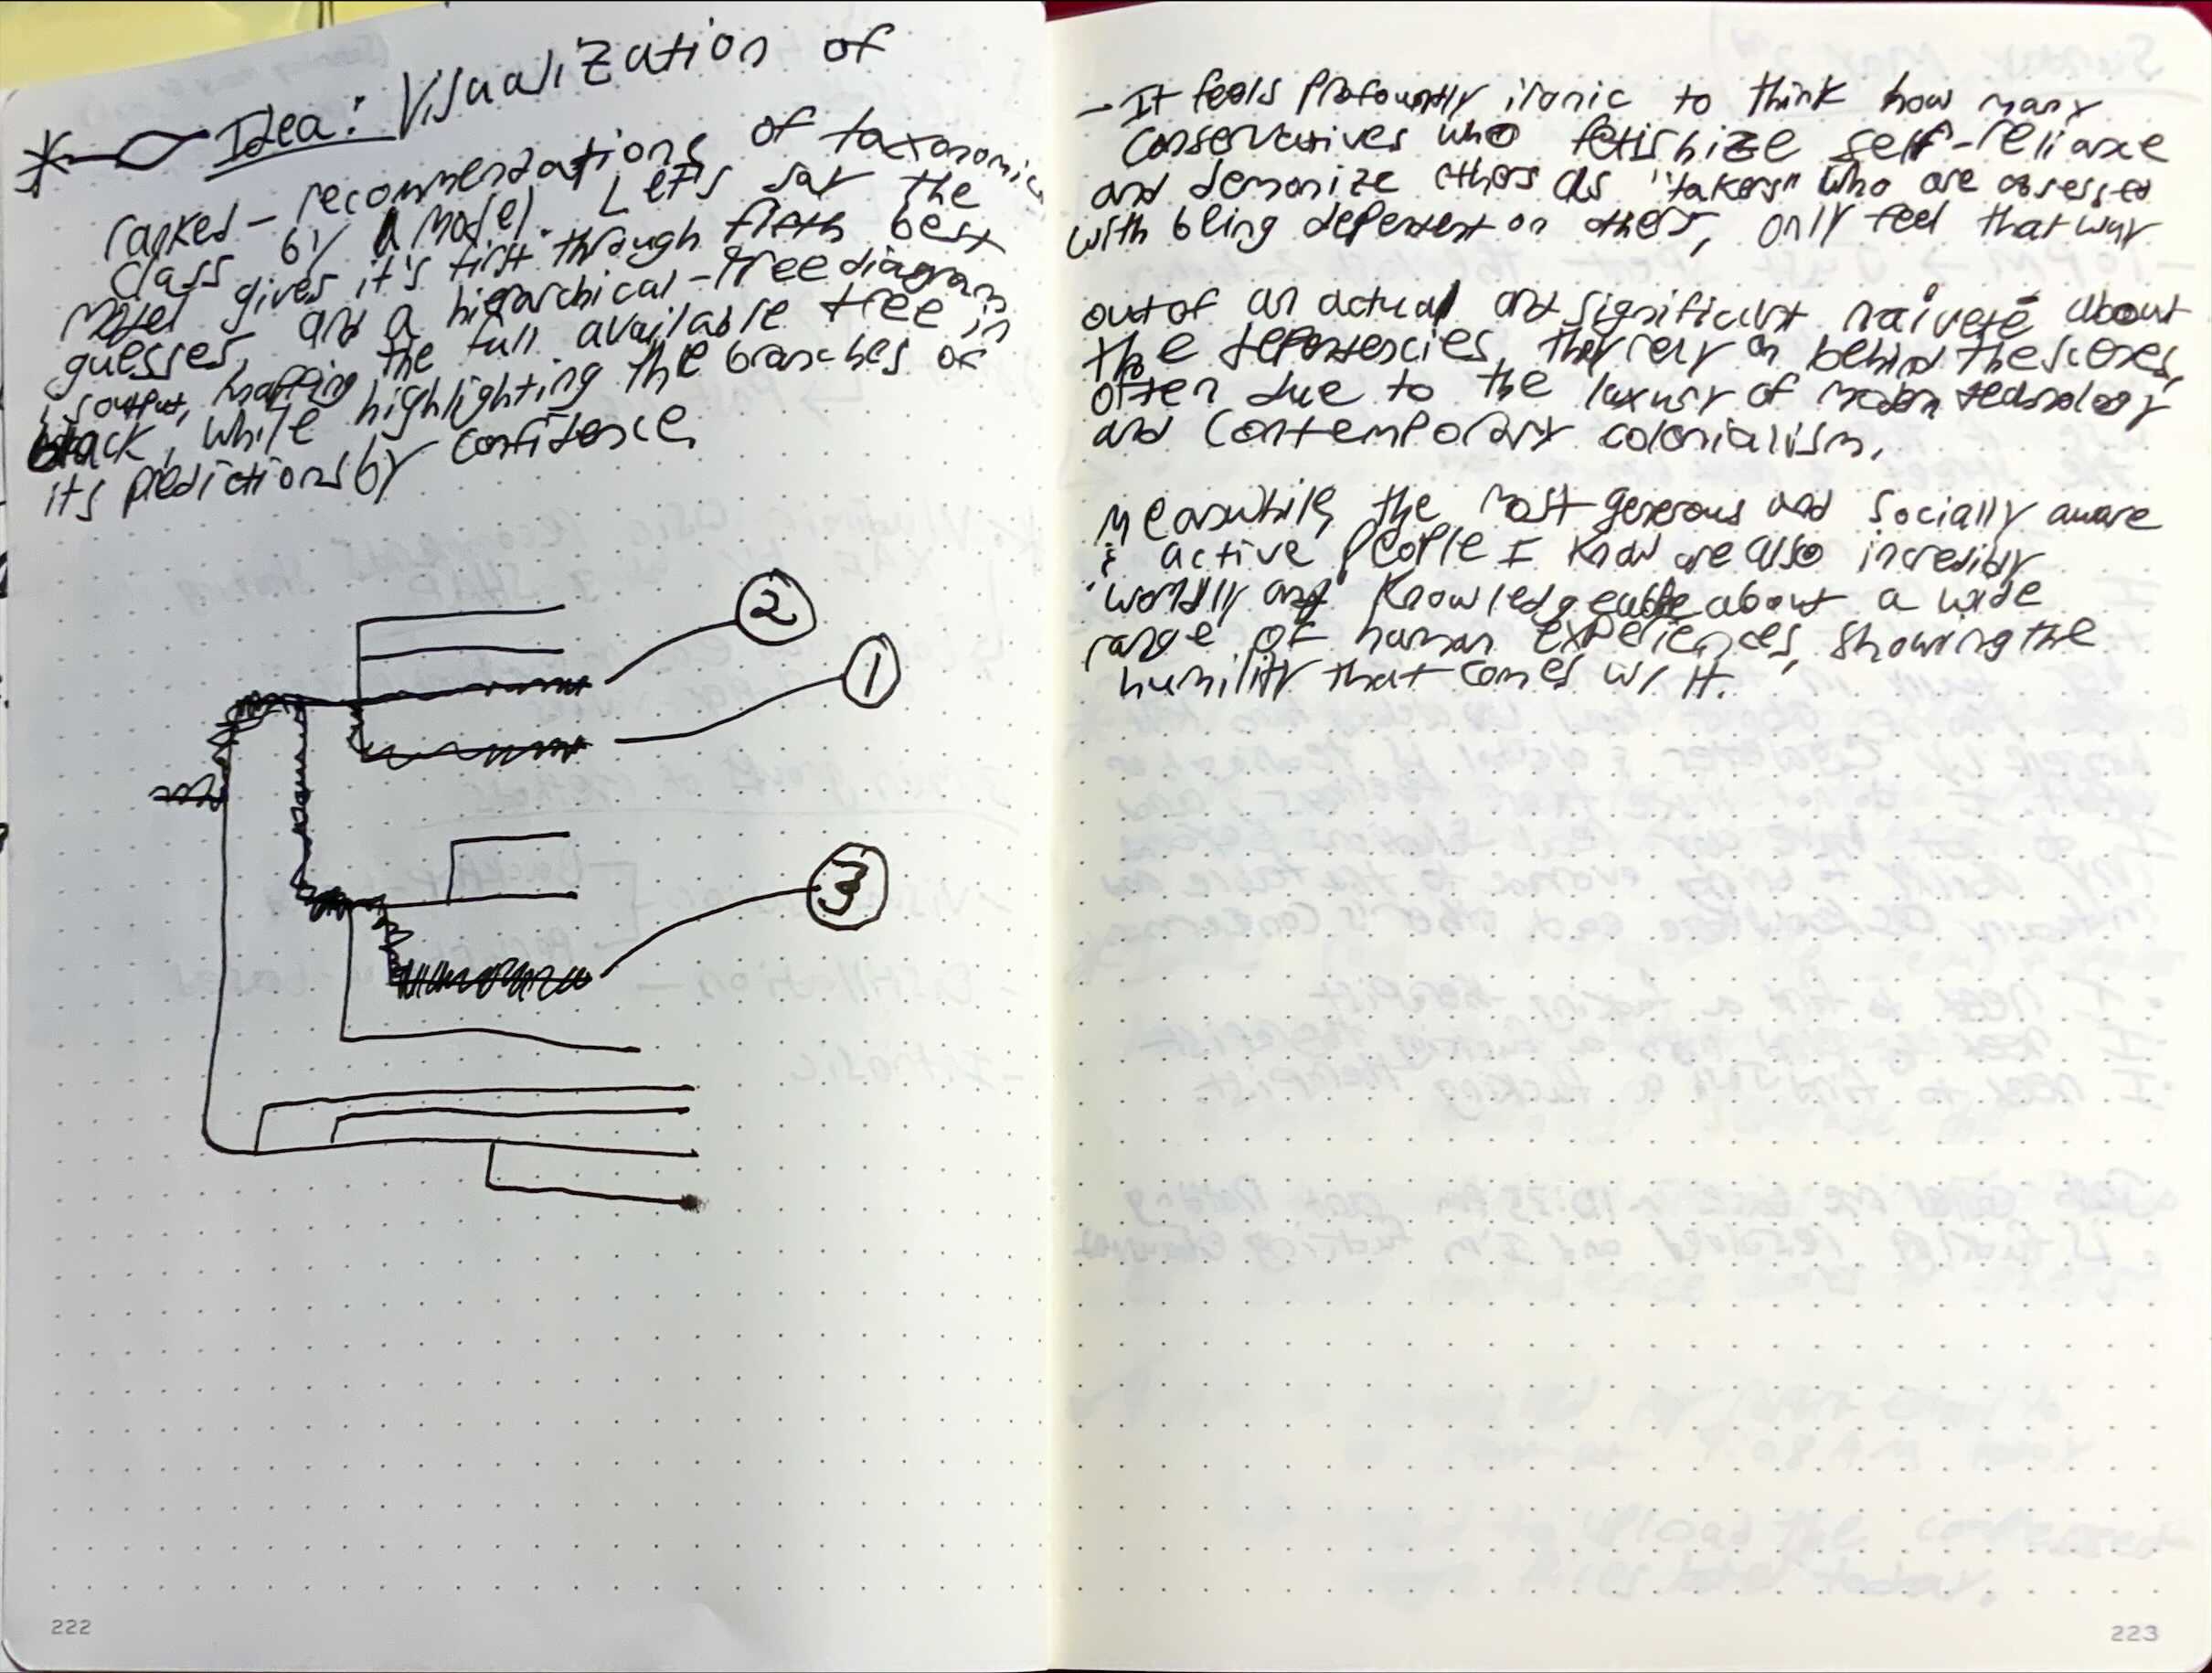 Idea: Visualization of
ranked-recommendations of taxonomic
class by a model. Let's say the
model gives it's first through fifth best
guesses, and a hierarchical-tree diagram
is output, mapping the full available tree in
black, while highlighting the branches of
its predictions by confidence.
2
1
3
222
- It feels profoundly ironic to think how many
conservatives who fetishize self-reliance
and demonize others as "takers" who are obsessed
with being dependent on others, only feel that way
out of an actual and significant naiveté about
the dependencies they rely on behind the scenes,
often due to the luxury of modern technology
and contemporary colonialism.
Meanwhile, the most generous and socially aware
& active people I know are also incredibly
worldly and knowledgeable about a wide
range of human experiences, showing the
humility that comes w/ it.
223